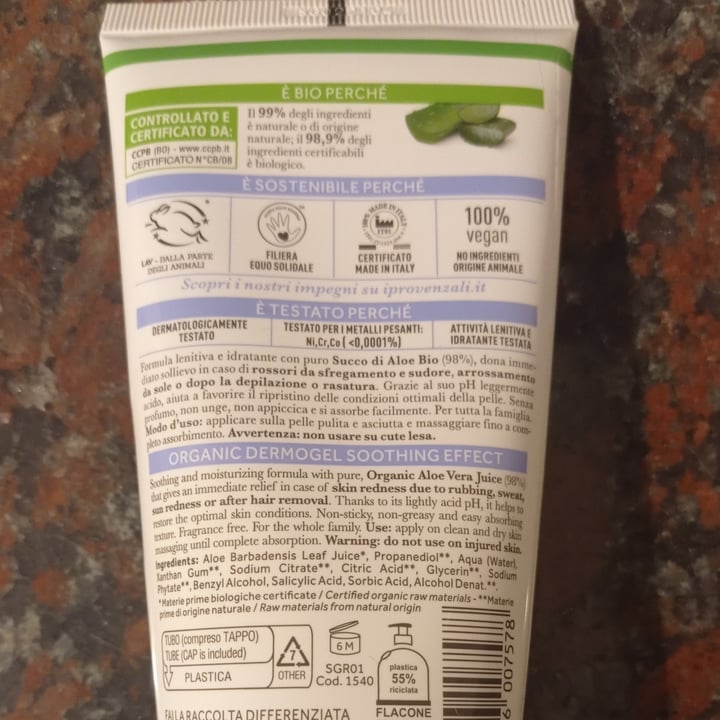 È BIO PERCHÉ
CONTROLLATO E
CERTIFICATO DA:
CCPB (BO) - www.ccpb.it
CERTIFICATO N°CB/08
Il 99% degli ingredienti
è naturale o di origine
naturale; il 98,9% degli
ingredienti certificabili
è biologico.
È SOSTENIBILE PERCHÉ
LAV - DALLA PARTE
DEGLI ANIMALI
FILIERA
EQUO SOLIDALE
100% MADE IN ITALY
CERTIFICATO
MADE IN ITALY
100%
vegan
NO INGREDIENTI
ORIGINE ANIMALE
Scopri i nostri impegni su iprovenzali.it
È TESTATO PERCHÉ
DERMATOLOGICAMENTE
TESTATO
TESTATO PER I METALLI PESANTI:
Ni,Cr,Co ( <0,0001%)
ATTIVITÀ LENITIVA E
IDRATANTE TESTATA
Formula lenitiva e idratante con puro Succo di Aloe Bio (98%), dona imme-
diato sollievo in caso di rossori da sfregamento e sudore, arrossamento
da sole o dopo la depilazione o rasatura. Grazie al suo pH leggermente
acido, aiuta a favorire il ripristino delle condizioni ottimali della pelle. Senza
profumo, non unge, non appiccica e si assorbe facilmente. Per tutta la famiglia.
Modo d'uso: applicare sulla pelle pulita e asciutta e massaggiare fino a com-
pleto assorbimento. Avvertenza: non usare su cute lesa.
ORGANIC DERMOGEL SOOTHING EFFECT
Soothing and moisturizing formula with pure, Organic Aloe Vera Juice (98%)
that gives an immediate relief in case of skin redness due to rubbing, sweat,
sun redness or after hair removal. Thanks to its lightly acid pH, it helps to
restore the optimal skin conditions. Non-sticky, non-greasy and easy absorbing
texture. Fragrance free. For the whole family. Use: apply on clean and dry skin
massaging until complete absorption. Warning: do not use on injured skin.
Ingredients: Aloe Barbadensis Leaf Juice*, Propanediol**, Aqua (Water),
Xanthan Gum**, Sodium Citrate**, Citric Acid**, Glycerin**, Sodium
Phytate**, Benzyl Alcohol, Salicylic Acid, Sorbic Acid, Alcohol Denat.**.
*Materie prime biologiche certificate / Certified organic raw materials - **Materie
prime di origine naturale / Raw materials from natural origin
TUBO (compreso TAPPO)
TUBE (CAP is included)
PLASTICA
7
OTHER
6 M
SGR01
Cod. 1540
plastica
55%
riciclata
FLACONE
007578
RACCOLTA DIFFERENZIATA